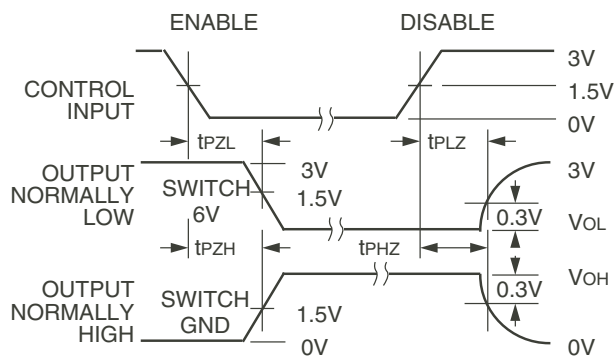 ENABLE DISABLE
3V
CONTROL
INPUT
1.5V
0V
tPZL tPLZ
OUTPUT
NORMALLY
LOW
SWITCH
6V
3V
1.5V
3V
0.3V
VOL
tPZH tPHZ
OUTPUT
NORMALLY
HIGH
SWITCH
GND
1.5V
0V
VOH
0.3V
0V